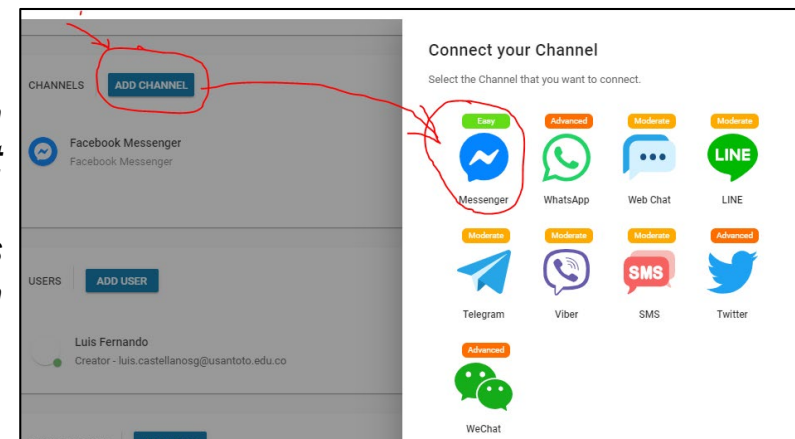 CHANNELS
ADD CHANNEL
Facebook Messenger
Facebook Messenger
USERS
ADD USER
Luis Fernando
Creator - luis.castellanosg@usantoto.edu.co
Connect your Channel
Select the Channel that you want to connect.
Easy Advanced Moderate Moderate
LINE
Messenger WhatsApp Web Chat LINE
Moderate Moderate Moderate Advanced
SMS
Telegram Viber SMS Twitter
Advanced
WeChat